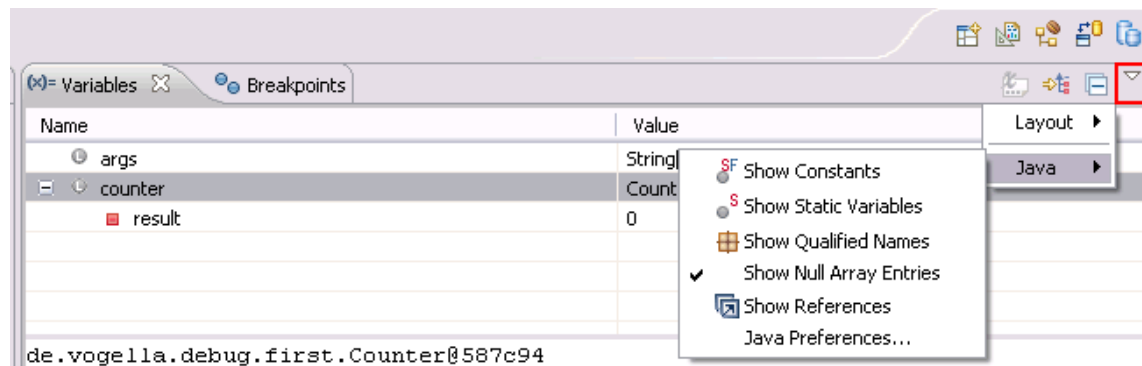 (x)= Variables
Breakpoints
Name
Value
Layout
args
String[
SF Show Constants
Java
counter
Count
S Show Static Variables
result
0
Show Qualified Names
Show Null Array Entries
Show References
Java Preferences...
de.vogella.debug.first.Counter@587c94